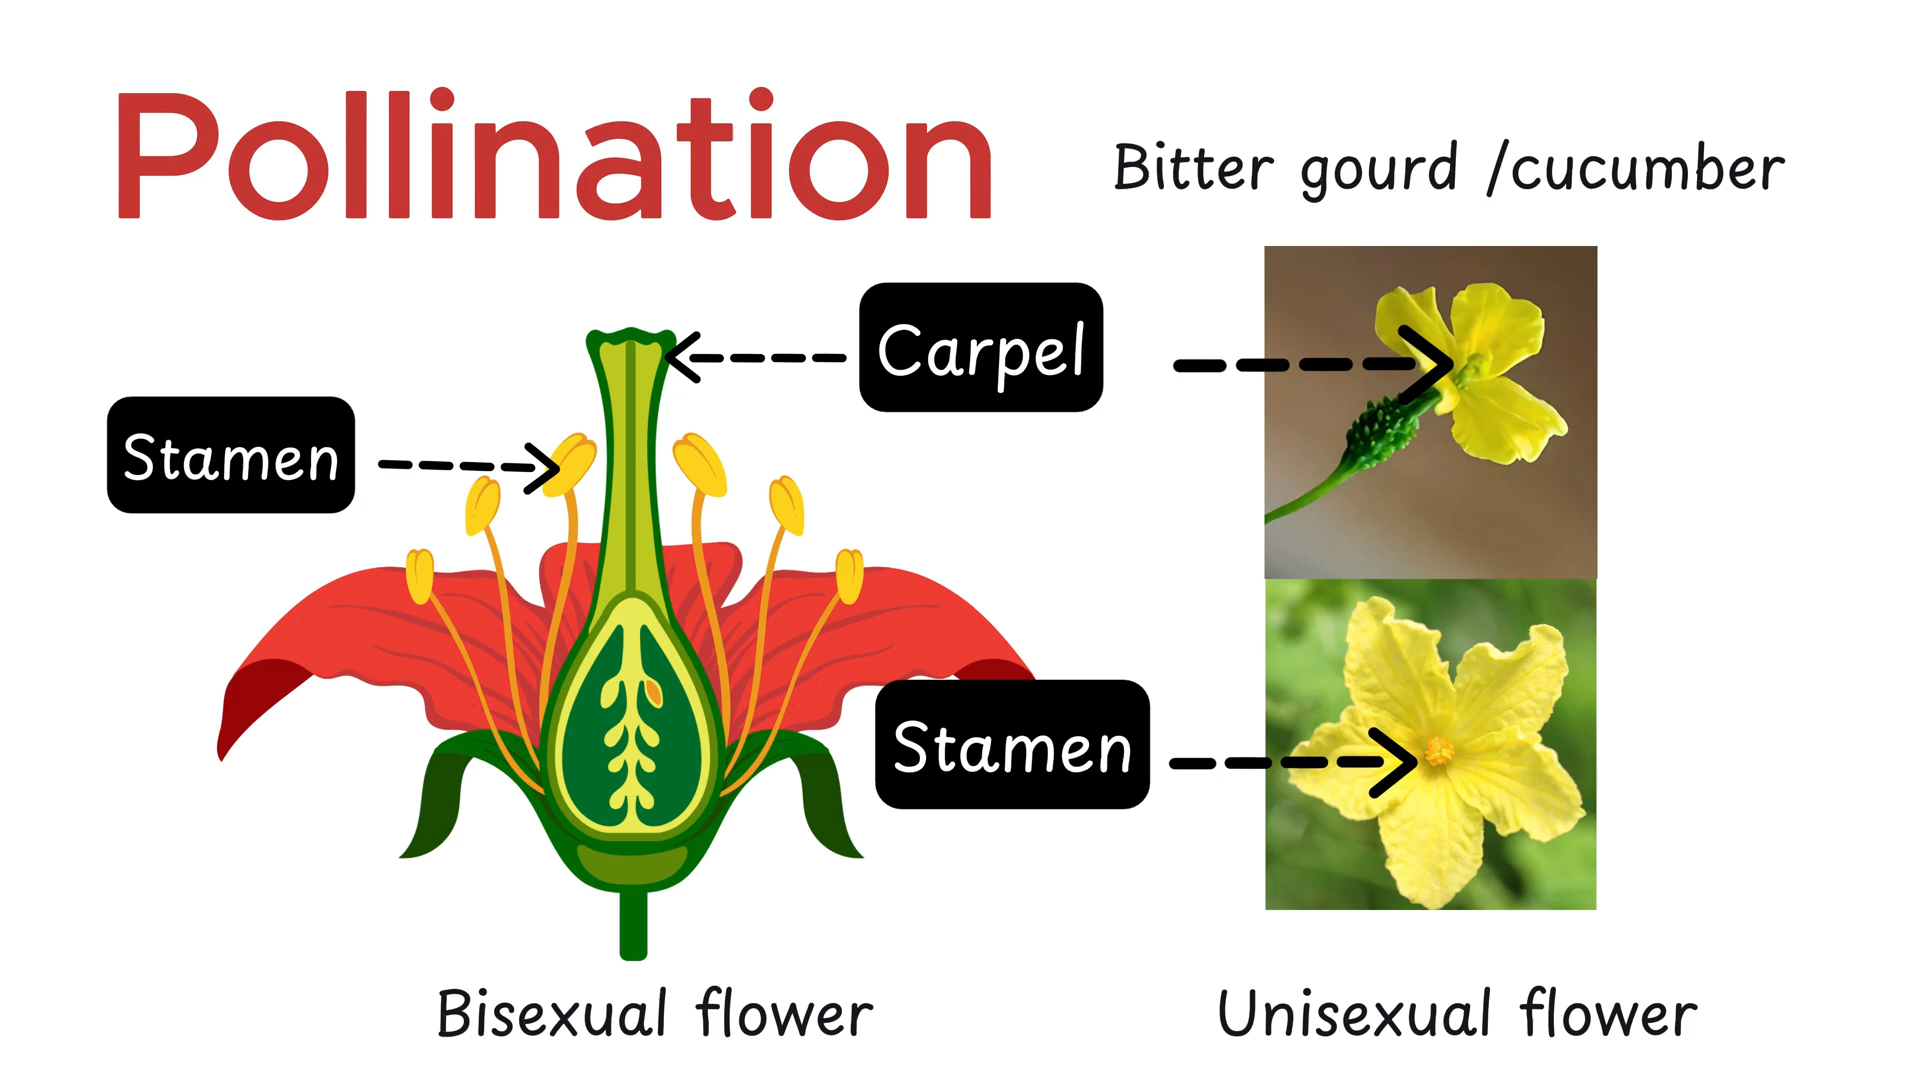 Pollination
Bitter gourd /cucumber
Carpel
Stamen
Stamen
Bisexual flower
Unisexual flower